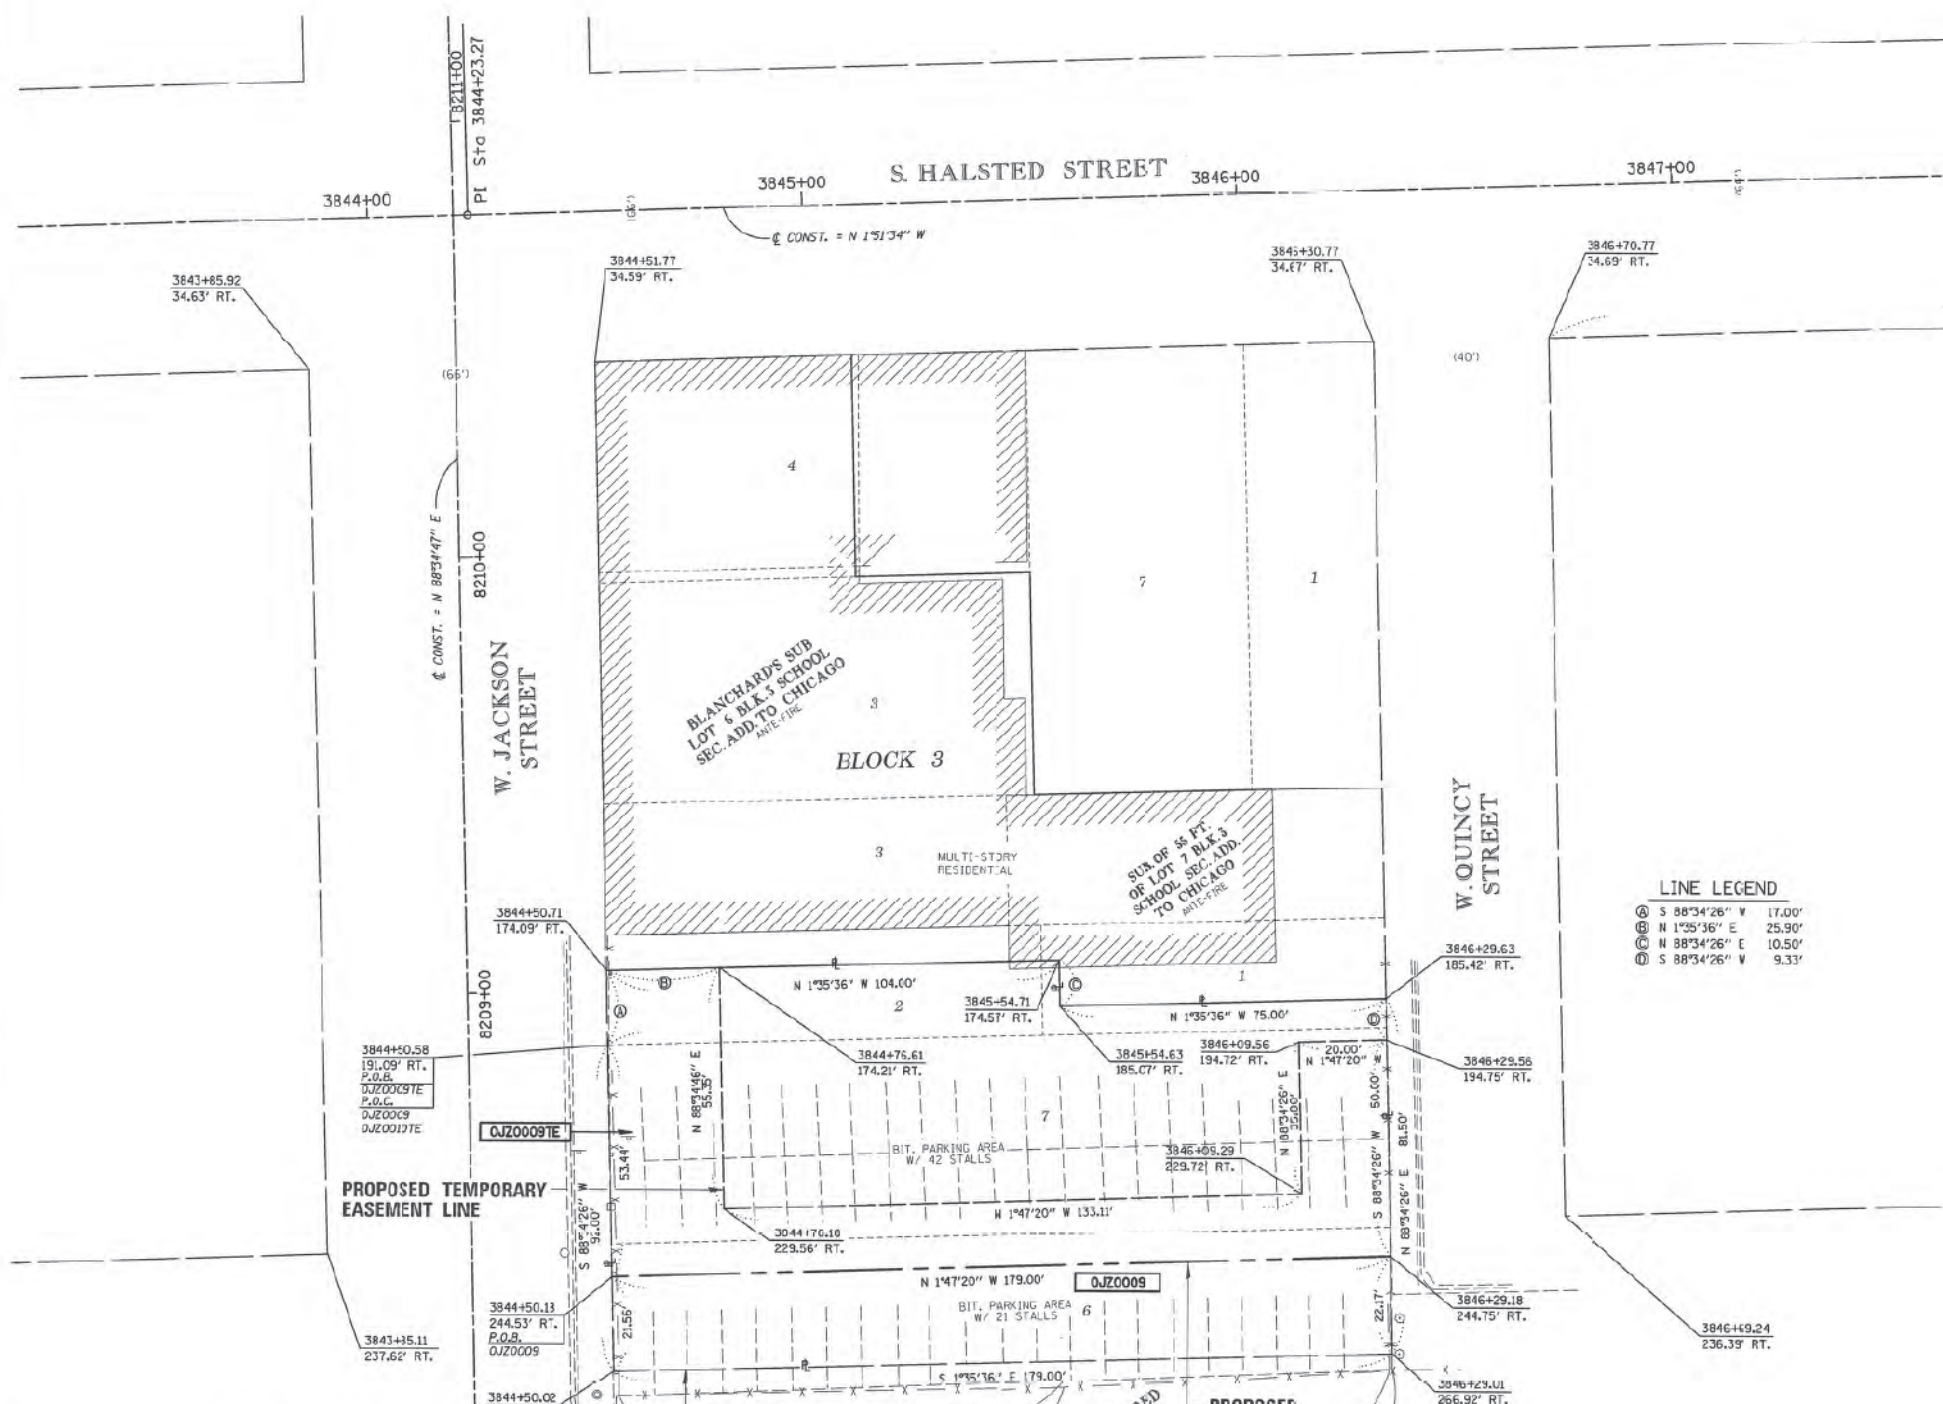 8211+00
PI Sta 3844+23.27
3844+00
3845+00
S. HALSTED STREET
3846+00
3847+00
(66')
℄ CONST. = N 1°51'34" W
3843+85.92
34.63' RT.
3844+51.77
34.59' RT.
34.67' RT.
3846+70.77
34.69' RT.
(66')
(40')
4
℄ CONST. = N 88°34'47" E
8210+00
7
1
W. JACKSON
STREET
BLANCHARD'S SUB
LOT 6 BLK.3 SCHOOL
SEC. ADD. TO CHICAGO
ANTE-FIRE
3
BLOCK 3
W. QUINCY
STREET
3
MULTI-STORY
RESIDENTIAL
SUB. OF 55 FT.
OF LOT 7 BLK.3
SCHOOL SEC. ADD.
TO CHICAGO
ANTE-FIRE
LINE LEGEND
Ⓐ S 88°34'26" W 17.00'
Ⓑ N 1°35'36" E 25.90'
Ⓒ N 88°34'26" E 10.50'
Ⓓ S 88°34'26" W 9.33'
3844+50.71
174.09' RT.
3846+29.63
185.42' RT.
8209+00
Ⓑ
N 1°35'36" W 104.00'
Ⓒ
1
Ⓐ
2
3845+54.71
174.57' RT.
N 1°35'36" W 75.00'
Ⓓ
3844+50.58
191.09' RT.
P.O.B.
0JZ0009TE
P.O.C.
0JZ0009
0JZ0010TE
3844+76.61
174.21' RT.
3845+54.63
185.07' RT.
3846+09.56
194.72' RT.
20.00'
N 1°47'20" W
3846+29.56
194.75' RT.
N 88°34'46" E
55.35'
0JZ0009TE
7
N 88°34'26" E
35.00'
S 88°34'26" W 50.00'
N 88°34'26" E 81.50'
BIT. PARKING AREA
W/ 42 STALLS
3846+09.29
229.72' RT.
53.44'
PROPOSED TEMPORARY
EASEMENT LINE
S 88°34'26" W
N 1°47'20" W 133.11'
229.56' RT.
N 1°47'20" W 179.00'
0JZ0009
3844+50.13
244.53' RT.
P.O.B.
0JZ0009
21.56'
BIT. PARKING AREA
W/ 21 STALLS
6
22.17'
3846+29.18
244.75' RT.
237.62' RT.
236.39' RT.
S 1°35'36" E 179.00'
3844+50.02
3846+29.01
266.92' RT.
PROPOSED